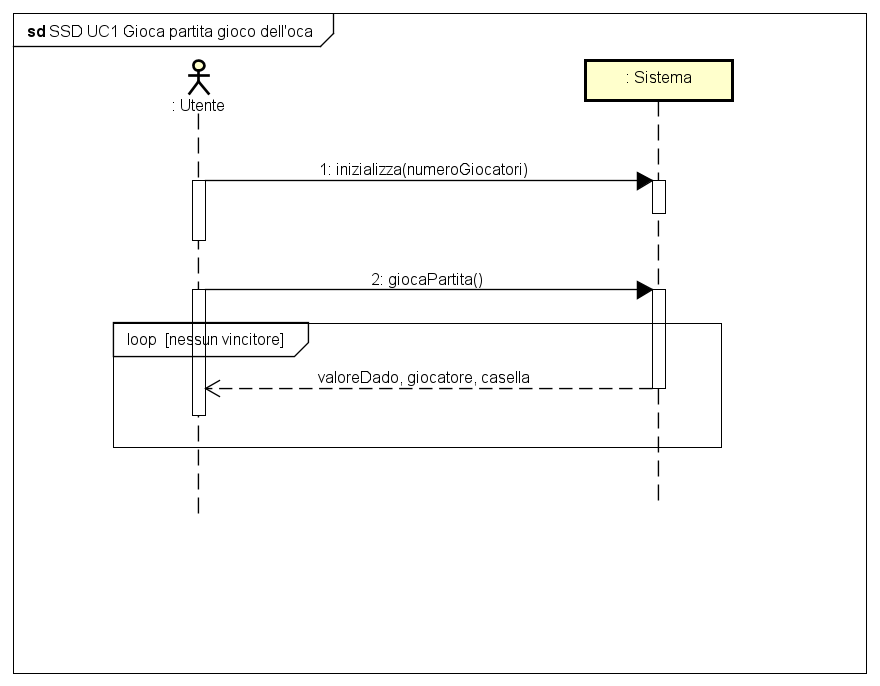 sd SSD UC1 Gioca partita gioco dell'oca
: Utente
: Sistema
1: inizializza(numeroGiocatori)
2: giocaPartita()
loop [nessun vincitore]
valoreDado, giocatore, casella